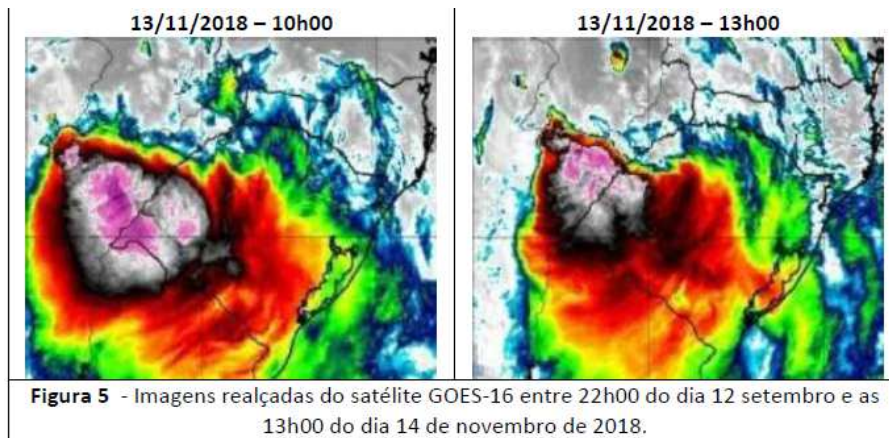 13/11/2018 – 10h00
13/11/2018 – 13h00
Figura 5 - Imagens realçadas do satélite GOES-16 entre 22h00 do dia 12 setembro e as
13h00 do dia 14 de novembro de 2018.